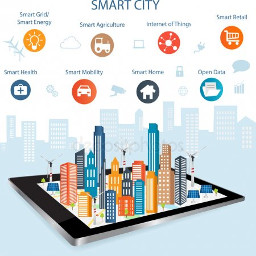 SMART CITY
Smart Grid/
Smart Energy
Smart Agriculture
Internet of Things
Smart Retail
Smart Health
Smart Mobility
Smart Home
Open Data